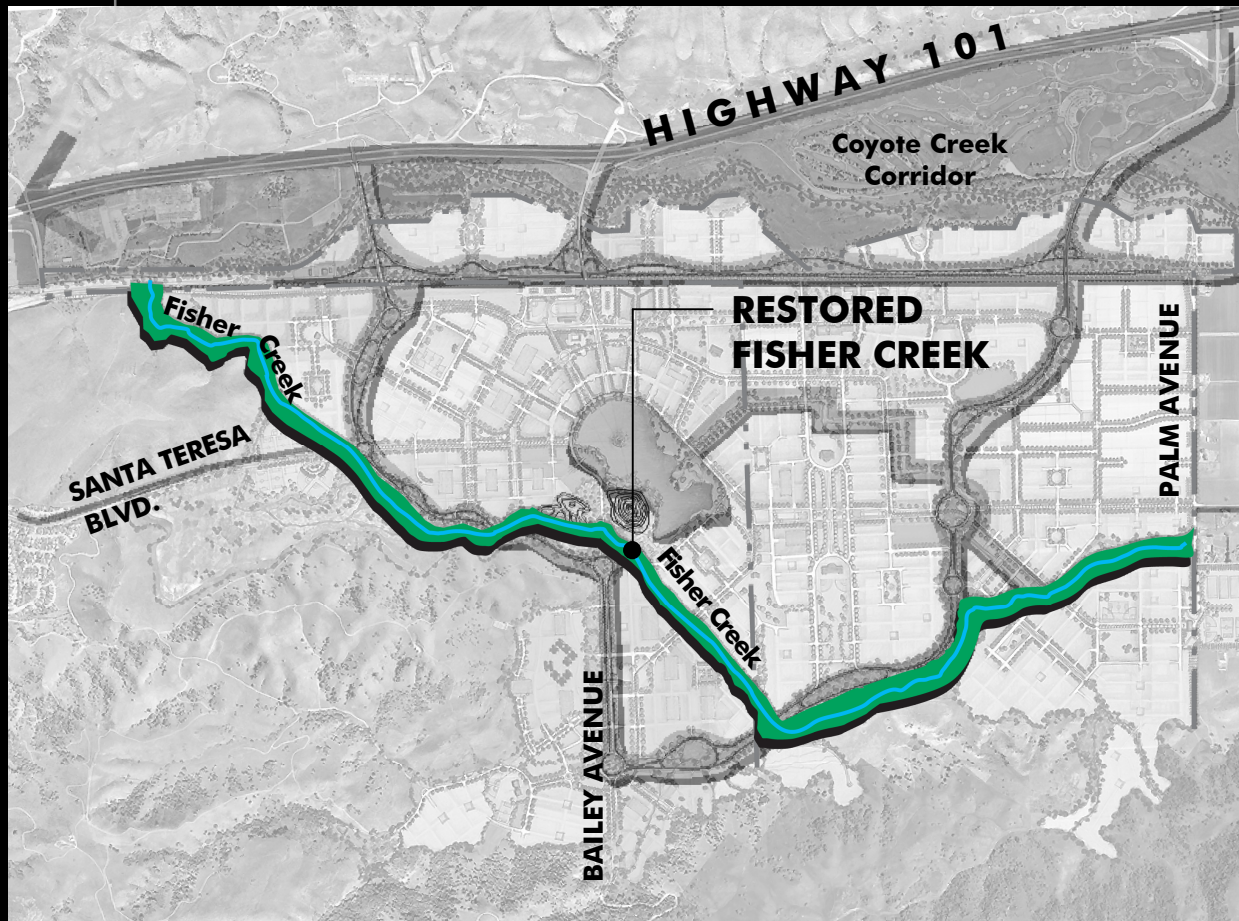 HIGHWAY 101
Coyote Creek
Corridor
RESTORED
FISHER CREEK
Fisher Creek
SANTA TERESA
BLVD.
PALM AVENUE
Fisher Creek
BAILEY AVENUE